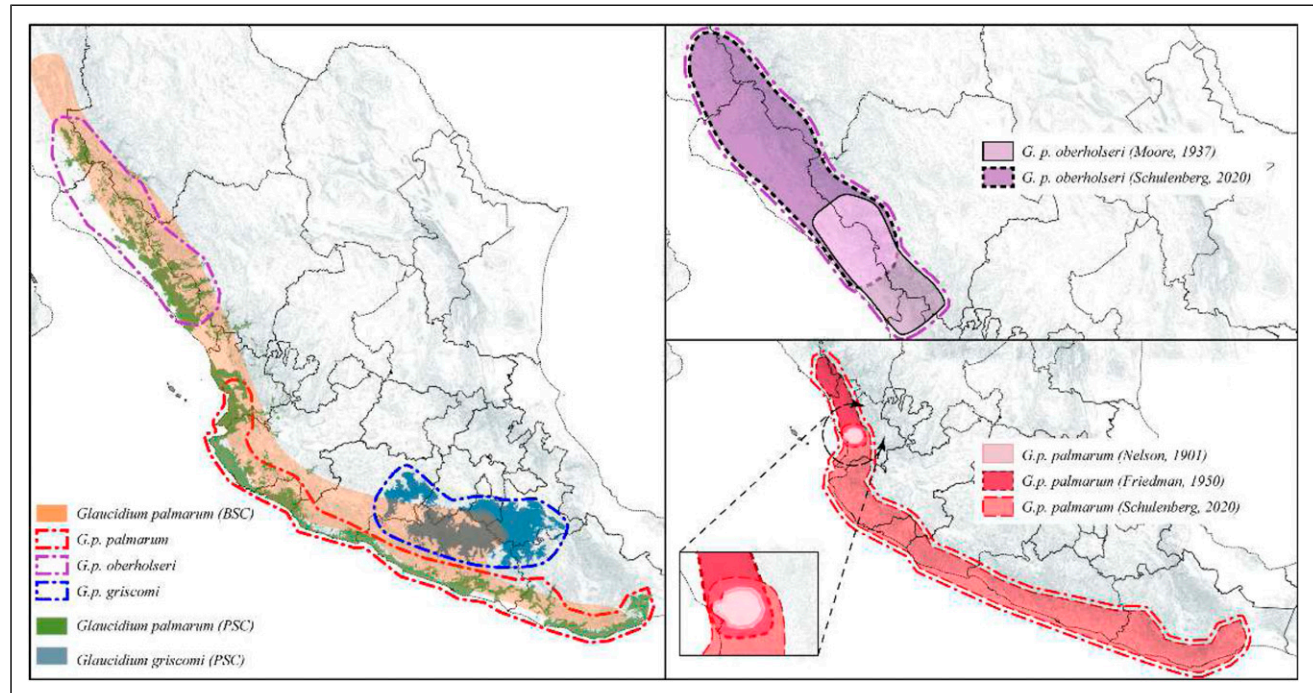 Glaucidium palmarum (BSC)
G.p. palmarum
G.p. oberholseri
G.p. griscomi
Glaucidium palmarum (PSC)
Glaucidium griscomi (PSC)
G. p. oberholseri (Moore, 1937)
G. p. oberholseri (Schulenberg, 2020)
G.p. palmarum (Nelson, 1901)
G.p. palmarum (Friedman, 1950)
G.p. palmarum (Schulenberg, 2020)